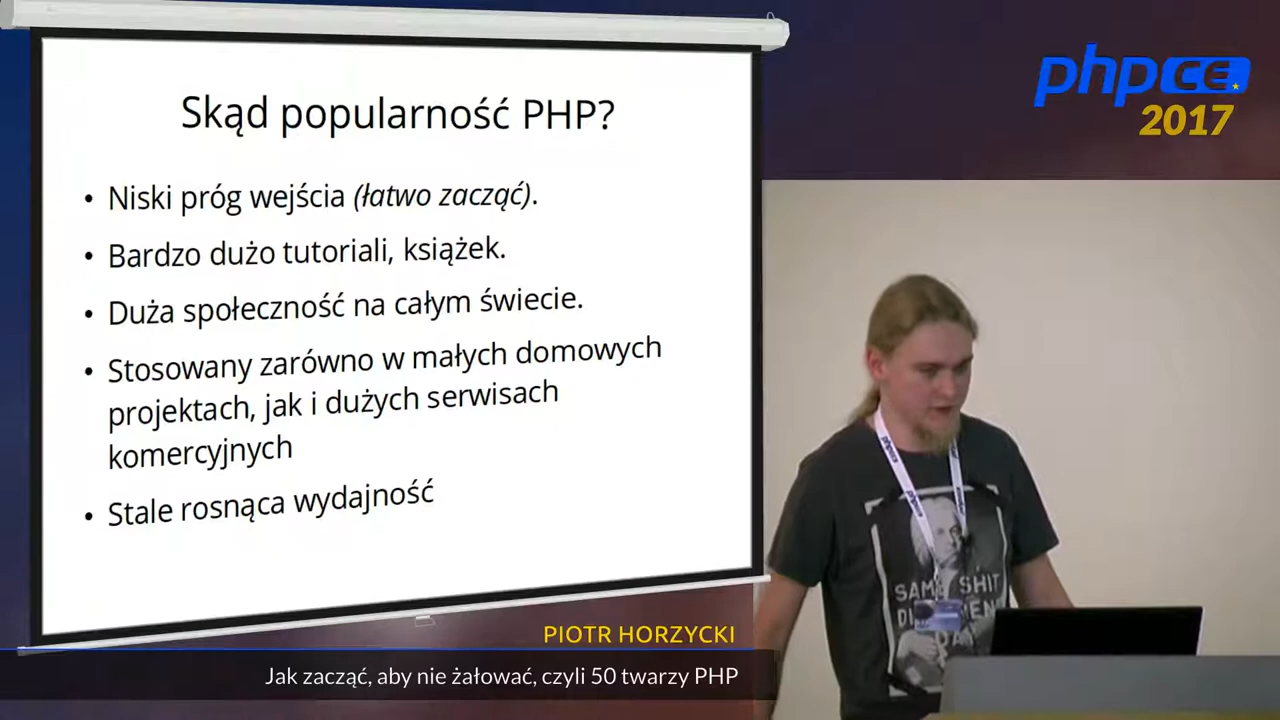 Skąd popularność PHP?
• Niski próg wejścia (łatwo zacząć).
• Bardzo dużo tutoriali, książek.
• Duża społeczność na całym świecie.
• Stosowany zarówno w małych domowych
projektach, jak i dużych serwisach
komercyjnych
• Stale rosnąca wydajność
phpce
2017
SAME SHIT
PIOTR HORZYCKI
Jak zacząć, aby nie żałować, czyli 50 twarzy PHP